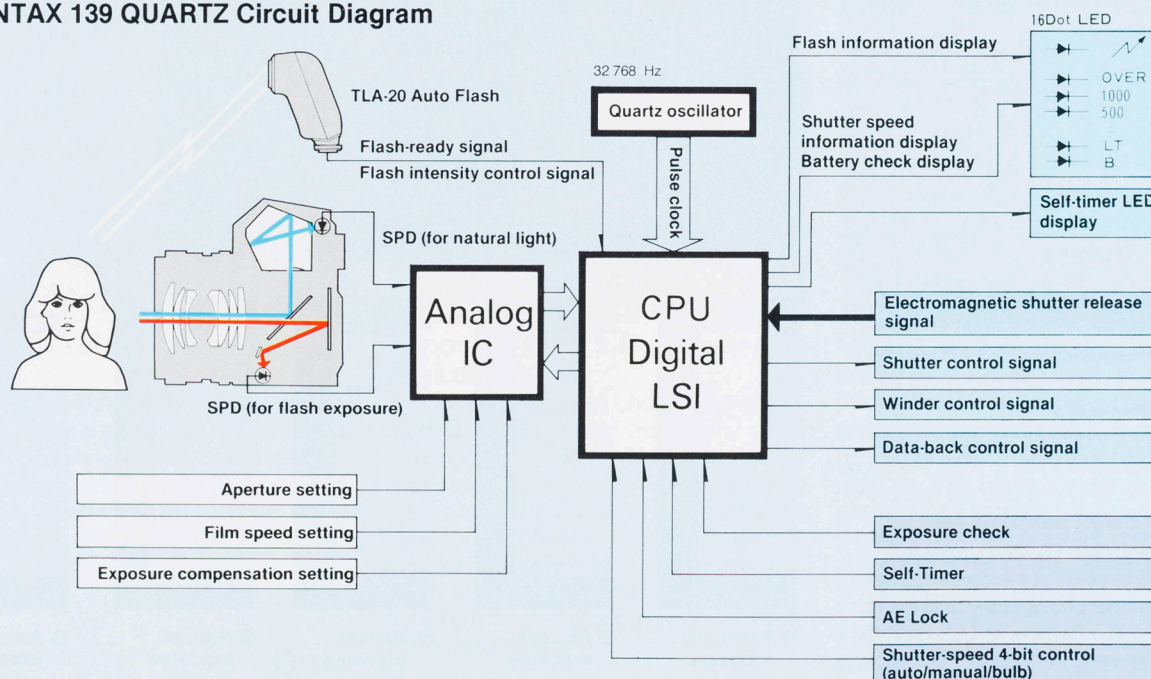 NTAX 139 QUARTZ Circuit Diagram
16Dot LED
Flash information display
OVER
1000
500
LT
B
32 768 Hz
Quartz oscillator
TLA-20 Auto Flash
Shutter speed
information display
Battery check display
Flash-ready signal
Flash intensity control signal
Pulse clock
Self-timer LED
display
SPD (for natural light)
Analog
IC
CPU
Digital
LSI
Electromagnetic shutter release
signal
Shutter control signal
Winder control signal
Data-back control signal
SPD (for flash exposure)
Aperture setting
Film speed setting
Exposure compensation setting
Exposure check
Self-Timer
AE Lock
Shutter-speed 4-bit control
(auto/manual/bulb)